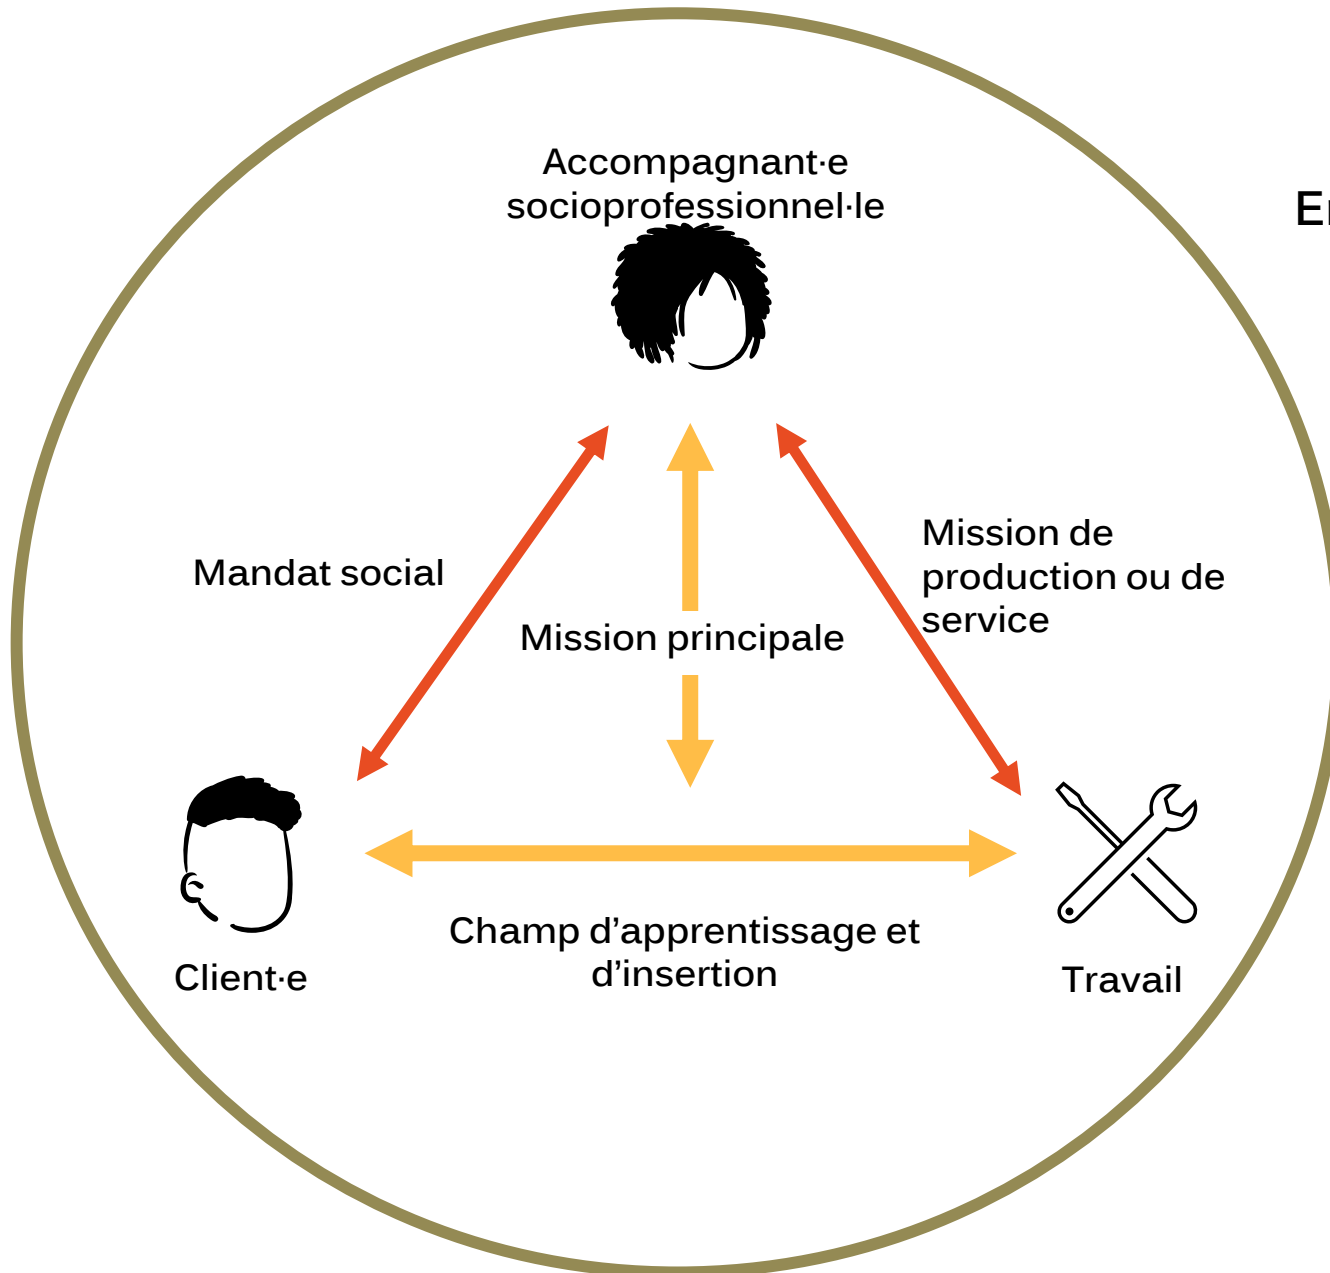 Accompagnant·e
socioprofessionnel·le
Mandat social
Mission de
production ou de
service
Mission principale
Champ d'apprentissage et
d'insertion
Client·e
Travail